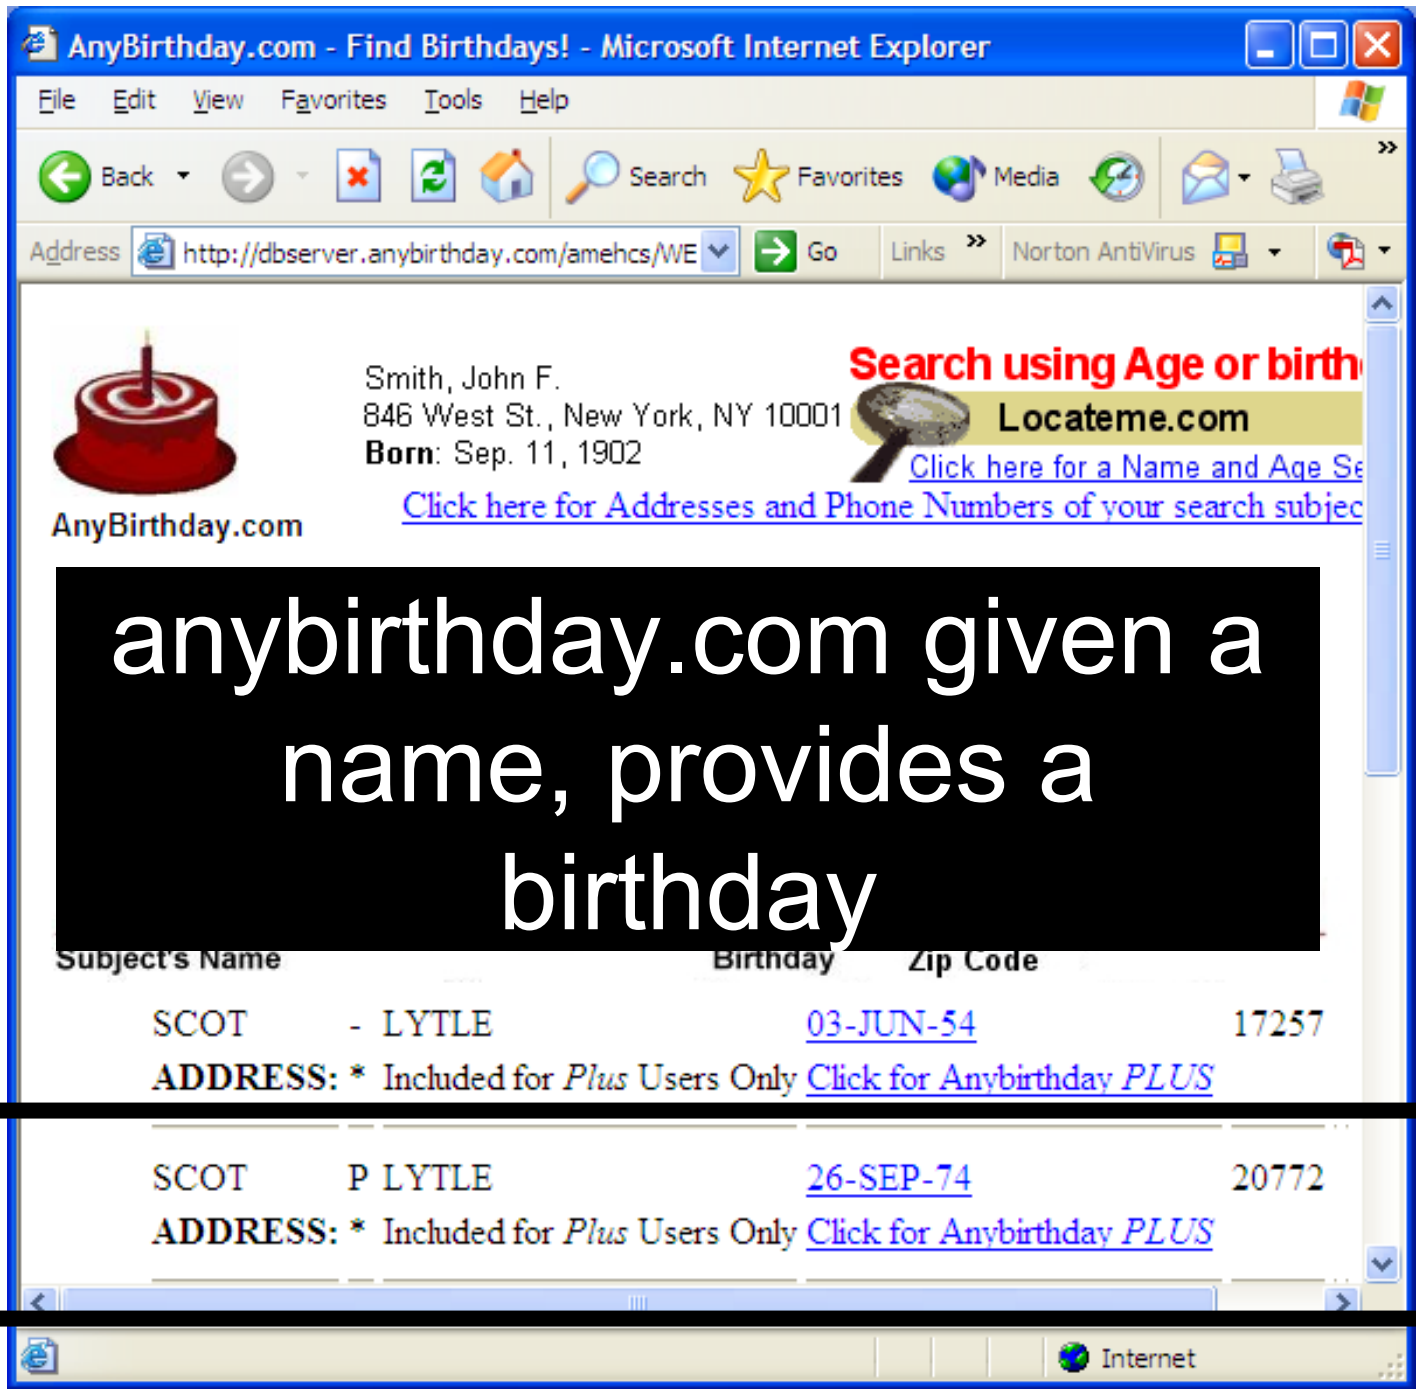 AnyBirthday.com - Find Birthdays! - Microsoft Internet Explorer
File Edit View Favorites Tools Help
Back Search Favorites Media »
Address http://dbserver.anybirthday.com/amehcs/WE Go Links » Norton AntiVirus
Search using Age or birth
Smith, John F.
846 West St., New York, NY 10001
Locateme.com
Born: Sep. 11, 1902
Click here for a Name and Age Se
Click here for Addresses and Phone Numbers of your search subjec
AnyBirthday.com
anybirthday.com given a
name, provides a
birthday
Subject's Name Birthday Zip Code
SCOT - LYTLE 03-JUN-54 17257
ADDRESS: * Included for Plus Users Only Click for Anybirthday PLUS
SCOT P LYTLE 26-SEP-74 20772
ADDRESS: * Included for Plus Users Only Click for Anybirthday PLUS
Internet